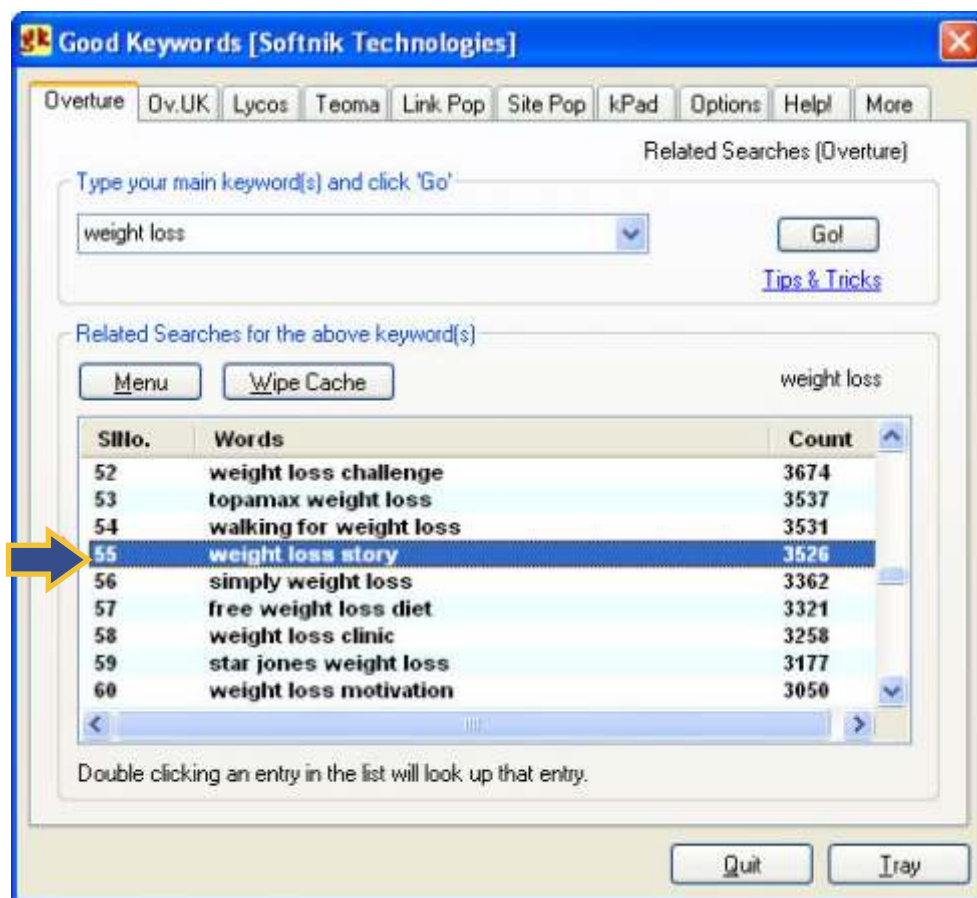 gk Good Keywords [Softnik Technologies]
Overture Ov.UK Lycos Teoma Link Pop Site Pop kPad Options Help! More
Related Searches (Overture)
Type your main keyword(s) and click 'Go'
weight loss Go!
Tips & Tricks
Related Searches for the above keyword(s)
Menu Wipe Cache weight loss
SlNo. Words Count
52 weight loss challenge 3674
53 topamax weight loss 3537
54 walking for weight loss 3531
55 weight loss story 3526
56 simply weight loss 3362
57 free weight loss diet 3321
58 weight loss clinic 3258
59 star jones weight loss 3177
60 weight loss motivation 3050
Double clicking an entry in the list will look up that entry.
Quit Tray